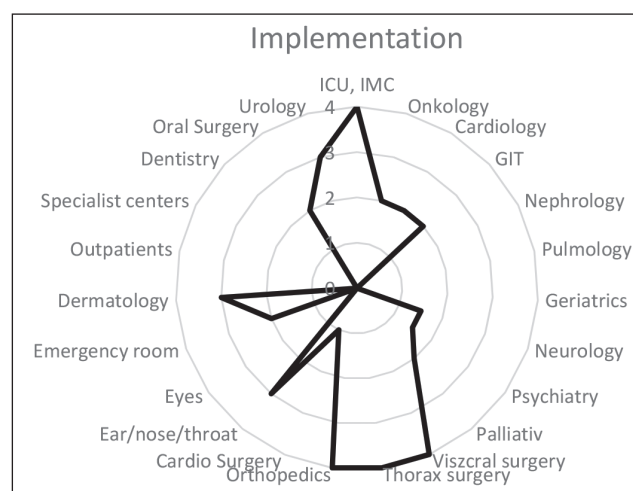 Implementation
ICU, IMC
Urology
Onkology
Oral Surgery
Cardiology
Dentistry
GIT
Specialist centers
Nephrology
Outpatients
Pulmology
Dermatology
Geriatrics
Emergency room
Neurology
Eyes
Psychiatry
Ear/nose/throat
Palliativ
Cardio Surgery
Viszcral surgery
Orthopedics
Thorax surgery
4
3
2
1
0